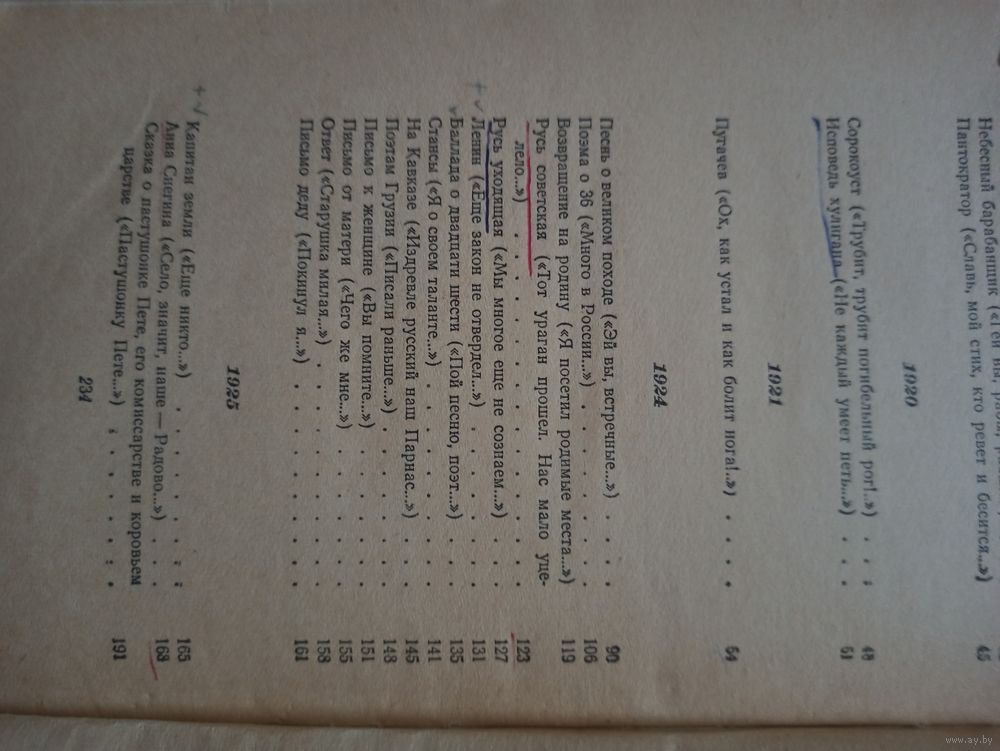 Небесный барабанщик («Гей вы,
Пантократор («Славь, мой стих, кто ревет и бесится...») 45
1920
Сорокоуст («Трубит, трубит погибельный рог!..») . . : 48
Исповедь хулигана («Не каждый умеет петь...») . . . 51
1921
Пугачев («Ох, как устал и как болит нога!..») . . . . 54
1924
Песнь о великом походе («Эй вы, встречные...») . . . . 90
Поэма о 36 («Много в России...») . . . . . . . . 106
Возвращение на родину («Я посетил родимые места...») 119
Русь советская («Тот ураган прошел. Нас мало уце-
лело...») . . . . . . . . . . . . . 123
Русь уходящая («Мы многое еще не сознаем...») . . . 127
Ленин («Еще закон не отвердел...») . . . . . . . 131
Баллада о двадцати шести («Пой песню, поэт...») . . . 135
Стансы («Я о своем таланте...») . . . . . . . . 141
На Кавказе («Издревле русский наш Парнас...») . . . 145
Поэтам Грузии («Писали раньше...») . . . . . . . 148
Письмо к женщине («Вы помните...») . . . . . . . 151
Письмо от матери («Чего же мне...») . . . . . . . 155
Ответ («Старушка милая...») . . . . . . . . . 158
Письмо деду («Покинул я...») . . . . . . . . . 161
1925
Капитан земли («Еще никто...») . . . . . . . : 165
Анна Снегина («Село, значит, наше — Радово...») . . . 168
Сказка о пастушонке Пете, его комиссарстве и коровьем
царстве («Пастушонку Пете...») . . . . . . : . 191
234
www.ay.by